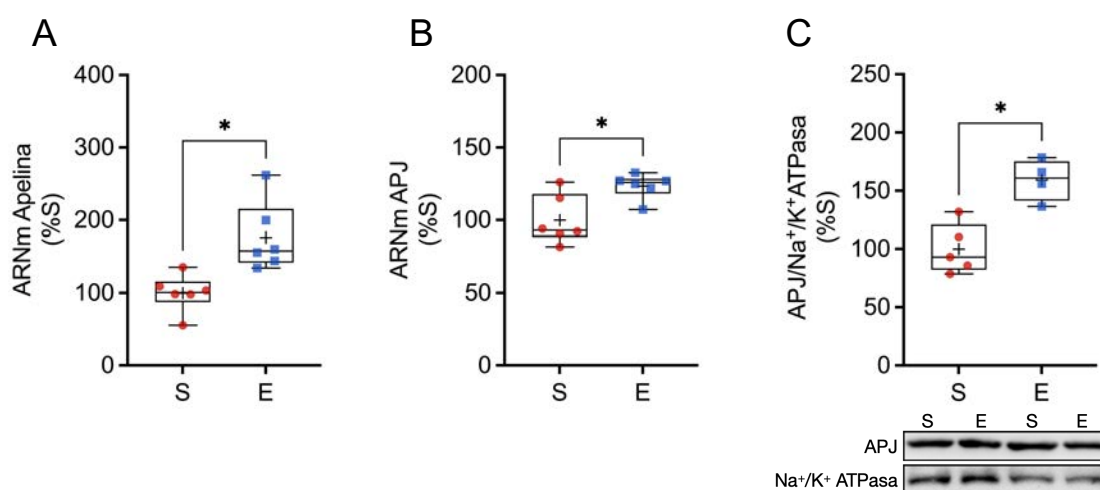 A
400
300
200
100
0
ARNm Apelina
(%S)
*
S
E
B
200
150
100
50
0
ARNm APJ
(%S)
*
S
E
C
250
200
150
100
50
0
APJ/Na⁺/K⁺ATPasa
(%S)
*
S
E
S E S E
APJ
Na⁺/K⁺ ATPasa